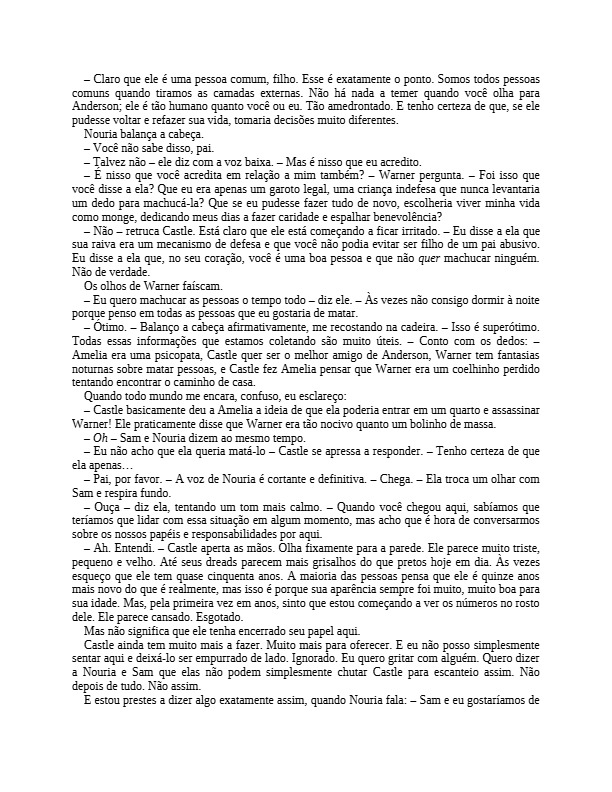 – Claro que ele é uma pessoa comum, filho. Esse é exatamente o ponto. Somos todos pessoas
comuns quando tiramos as camadas externas. Não há nada a temer quando você olha para
Anderson; ele é tão humano quanto você ou eu. Tão amedrontado. E tenho certeza de que, se ele
pudesse voltar e refazer sua vida, tomaria decisões muito diferentes.
Nouria balança a cabeça.
– Você não sabe disso, pai.
– Talvez não – ele diz com a voz baixa. – Mas é nisso que eu acredito.
– É nisso que você acredita em relação a mim também? – Warner pergunta. – Foi isso que
você disse a ela? Que eu era apenas um garoto legal, uma criança indefesa que nunca levantaria
um dedo para machucá-la? Que se eu pudesse fazer tudo de novo, escolheria viver minha vida
como monge, dedicando meus dias a fazer caridade e espalhar benevolência?
– Não – retruca Castle. Está claro que ele está começando a ficar irritado. – Eu disse a ela que
sua raiva era um mecanismo de defesa e que você não podia evitar ser filho de um pai abusivo.
Eu disse a ela que, no seu coração, você é uma boa pessoa e que não quer machucar ninguém.
Não de verdade.
Os olhos de Warner faíscam.
– Eu quero machucar as pessoas o tempo todo – diz ele. – Às vezes não consigo dormir à noite
porque penso em todas as pessoas que eu gostaria de matar.
– Ótimo. – Balanço a cabeça afirmativamente, me recostando na cadeira. – Isso é superótimo.
Todas essas informações que estamos coletando são muito úteis. – Conto com os dedos: –
Amelia era uma psicopata, Castle quer ser o melhor amigo de Anderson, Warner tem fantasias
noturnas sobre matar pessoas, e Castle fez Amelia pensar que Warner era um coelhinho perdido
tentando encontrar o caminho de casa.
Quando todo mundo me encara, confuso, eu esclareço:
– Castle basicamente deu a Amelia a ideia de que ela poderia entrar em um quarto e assassinar
Warner! Ele praticamente disse que Warner era tão nocivo quanto um bolinho de massa.
– Oh – Sam e Nouria dizem ao mesmo tempo.
– Eu não acho que ela queria matá-lo – Castle se apressa a responder. – Tenho certeza de que
ela apenas…
– Pai, por favor. – A voz de Nouria é cortante e definitiva. – Chega. – Ela troca um olhar com
Sam e respira fundo.
– Ouça – diz ela, tentando um tom mais calmo. – Quando você chegou aqui, sabíamos que
teríamos que lidar com essa situação em algum momento, mas acho que é hora de conversarmos
sobre os nossos papéis e responsabilidades por aqui.
– Ah. Entendi. – Castle aperta as mãos. Olha fixamente para a parede. Ele parece muito triste,
pequeno e velho. Até seus dreads parecem mais grisalhos do que pretos hoje em dia. Às vezes
esqueço que ele tem quase cinquenta anos. A maioria das pessoas pensa que ele é quinze anos
mais novo do que é realmente, mas isso é porque sua aparência sempre foi muito, muito boa para
sua idade. Mas, pela primeira vez em anos, sinto que estou começando a ver os números no rosto
dele. Ele parece cansado. Esgotado.
Mas não significa que ele tenha encerrado seu papel aqui.
Castle ainda tem muito mais a fazer. Muito mais para oferecer. E eu não posso simplesmente
sentar aqui e deixá-lo ser empurrado de lado. Ignorado. Eu quero gritar com alguém. Quero dizer
a Nouria e Sam que elas não podem simplesmente chutar Castle para escanteio assim. Não
depois de tudo. Não assim.
E estou prestes a dizer algo exatamente assim, quando Nouria fala: – Sam e eu gostaríamos de